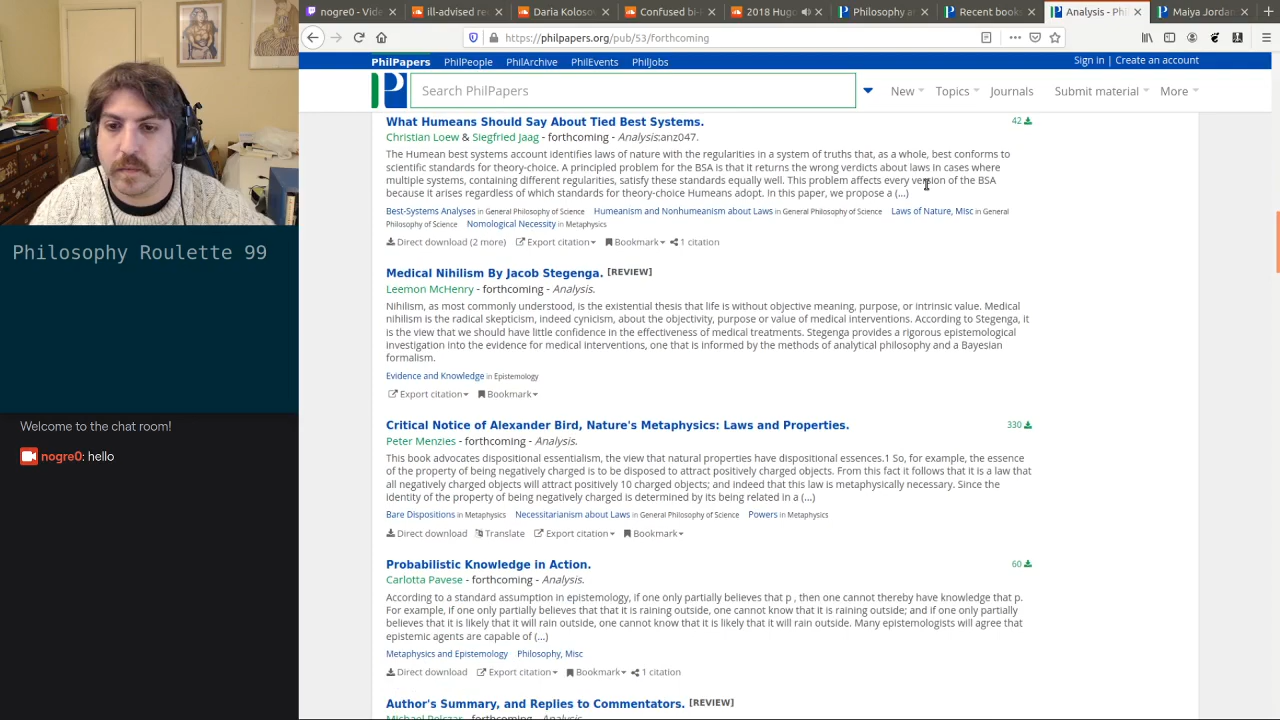 nogre0 - Vide
ill-advised re
Daria Koloso
Confused bi-
2018 Hug
Philosophy a
Recent book
Analysis - Phi
Maiya Jordan
https://philpapers.org/pub/53/forthcoming
PhilPapers PhilPeople PhilArchive PhilEvents PhilJobs
Sign in | Create an account
Search PhilPapers
New Topics Journals Submit material More
What Humeans Should Say About Tied Best Systems.
42
Christian Loew & Siegfried Jaag - forthcoming - Analysis:anz047.
The Humean best systems account identifies laws of nature with the regularities in a system of truths that, as a whole, best conforms to
scientific standards for theory-choice. A principled problem for the BSA is that it returns the wrong verdicts about laws in cases where
multiple systems, containing different regularities, satisfy these standards equally well. This problem affects every version of the BSA
because it arises regardless of which standards for theory-choice Humeans adopt. In this paper, we propose a (...)
Best-Systems Analyses in General Philosophy of Science Humeanism and Nonhumeanism about Laws in General Philosophy of Science Laws of Nature, Misc in General
Philosophy of Science Nomological Necessity in Metaphysics
Direct download (2 more) Export citation Bookmark 1 citation
Medical Nihilism By Jacob Stegenga. [REVIEW]
Leemon McHenry - forthcoming - Analysis.
Nihilism, as most commonly understood, is the existential thesis that life is without objective meaning, purpose, or intrinsic value. Medical
nihilism is the radical skepticism, indeed cynicism, about the objectivity, purpose or value of medical interventions. According to Stegenga, it
is the view that we should have little confidence in the effectiveness of medical treatments. Stegenga provides a rigorous epistemological
investigation into the evidence for medical interventions, one that is informed by the methods of analytical philosophy and a Bayesian
formalism.
Evidence and Knowledge in Epistemology
Export citation Bookmark
Critical Notice of Alexander Bird, Nature's Metaphysics: Laws and Properties.
330
Peter Menzies - forthcoming - Analysis.
This book advocates dispositional essentialism, the view that natural properties have dispositional essences.1 So, for example, the essence
of the property of being negatively charged is to be disposed to attract positively charged objects. From this fact it follows that it is a law that
all negatively charged objects will attract positively 10 charged objects; and indeed that this law is metaphysically necessary. Since the
identity of the property of being negatively charged is determined by its being related in a (...)
Bare Dispositions in Metaphysics Necessitarianism about Laws in General Philosophy of Science Powers in Metaphysics
Direct download Translate Export citation Bookmark
Probabilistic Knowledge in Action.
60
Carlotta Pavese - forthcoming - Analysis.
According to a standard assumption in epistemology, if one only partially believes that p , then one cannot thereby have knowledge that p.
For example, if one only partially believes that that it is raining outside, one cannot know that it is raining outside; and if one only partially
believes that it is likely that it will rain outside, one cannot know that it is likely that it will rain outside. Many epistemologists will agree that
epistemic agents are capable of (...)
Metaphysics and Epistemology Philosophy, Misc
Direct download Export citation Bookmark 1 citation
Author's Summary, and Replies to Commentators. [REVIEW]
Michael Pelczar - forthcoming - Analysis.
Philosophy Roulette 99
Welcome to the chat room!
nogre0: hello